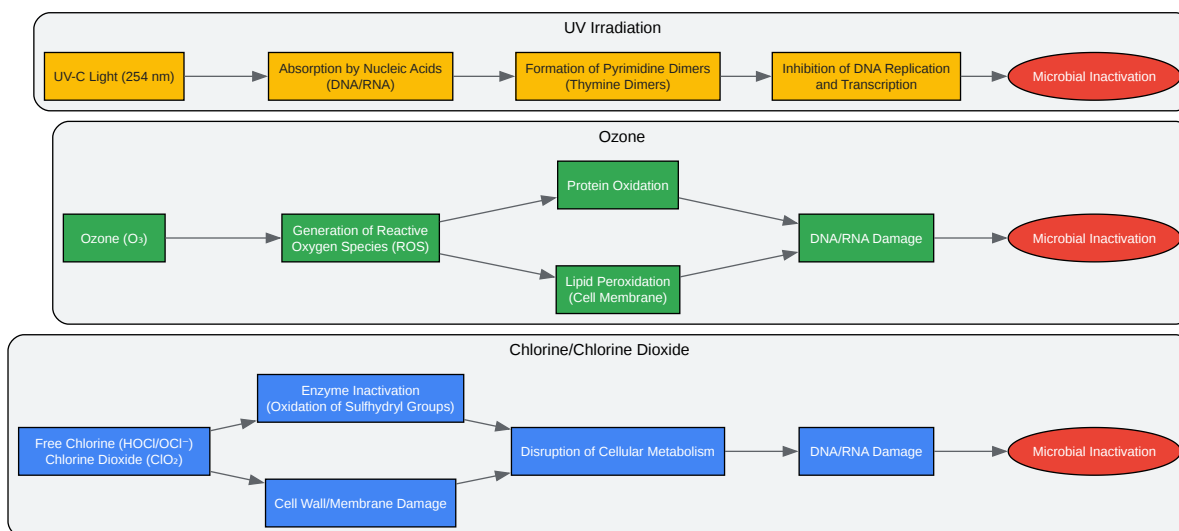 UV Irradiation
UV-C Light (254 nm)
Absorption by Nucleic Acids
(DNA/RNA)
Formation of Pyrimidine Dimers
(Thymine Dimers)
Inhibition of DNA Replication
and Transcription
Microbial Inactivation
Ozone
Ozone (O₃)
Generation of Reactive
Oxygen Species (ROS)
Protein Oxidation
Lipid Peroxidation
(Cell Membrane)
DNA/RNA Damage
Microbial Inactivation
Chlorine/Chlorine Dioxide
Free Chlorine (HOCl/OCl⁻)
Chlorine Dioxide (ClO₂)
Enzyme Inactivation
(Oxidation of Sulfhydryl Groups)
Cell Wall/Membrane Damage
Disruption of Cellular Metabolism
DNA/RNA Damage
Microbial Inactivation